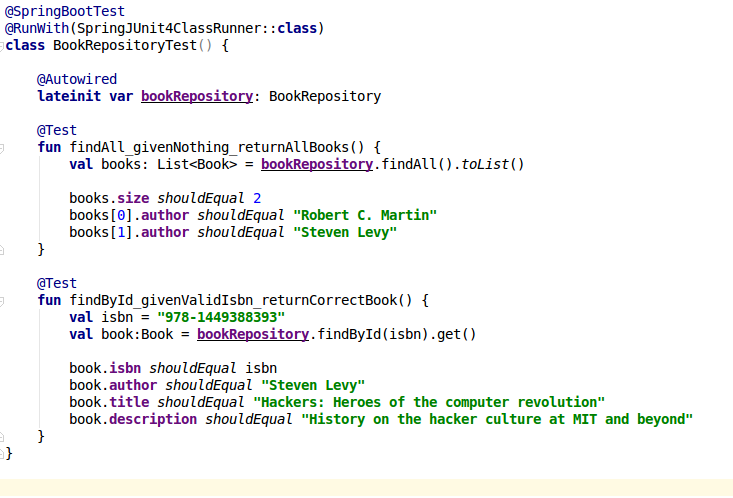 @SpringBootTest
@RunWith(SpringJUnit4ClassRunner::class)
class BookRepositoryTest() {
@Autowired
lateinit var bookRepository: BookRepository
@Test
fun findAll_givenNothing_returnAllBooks() {
val books: List<Book> = bookRepository.findAll().toList()
books.size shouldEqual 2
books[0].author shouldEqual "Robert C. Martin"
books[1].author shouldEqual "Steven Levy"
}
@Test
fun findById_givenValidIsbn_returnCorrectBook() {
val isbn = "978-1449388393"
val book:Book = bookRepository.findById(isbn).get()
book.isbn shouldEqual isbn
book.author shouldEqual "Steven Levy"
book.title shouldEqual "Hackers: Heroes of the computer revolution"
book.description shouldEqual "History on the hacker culture at MIT and beyond"
}
}